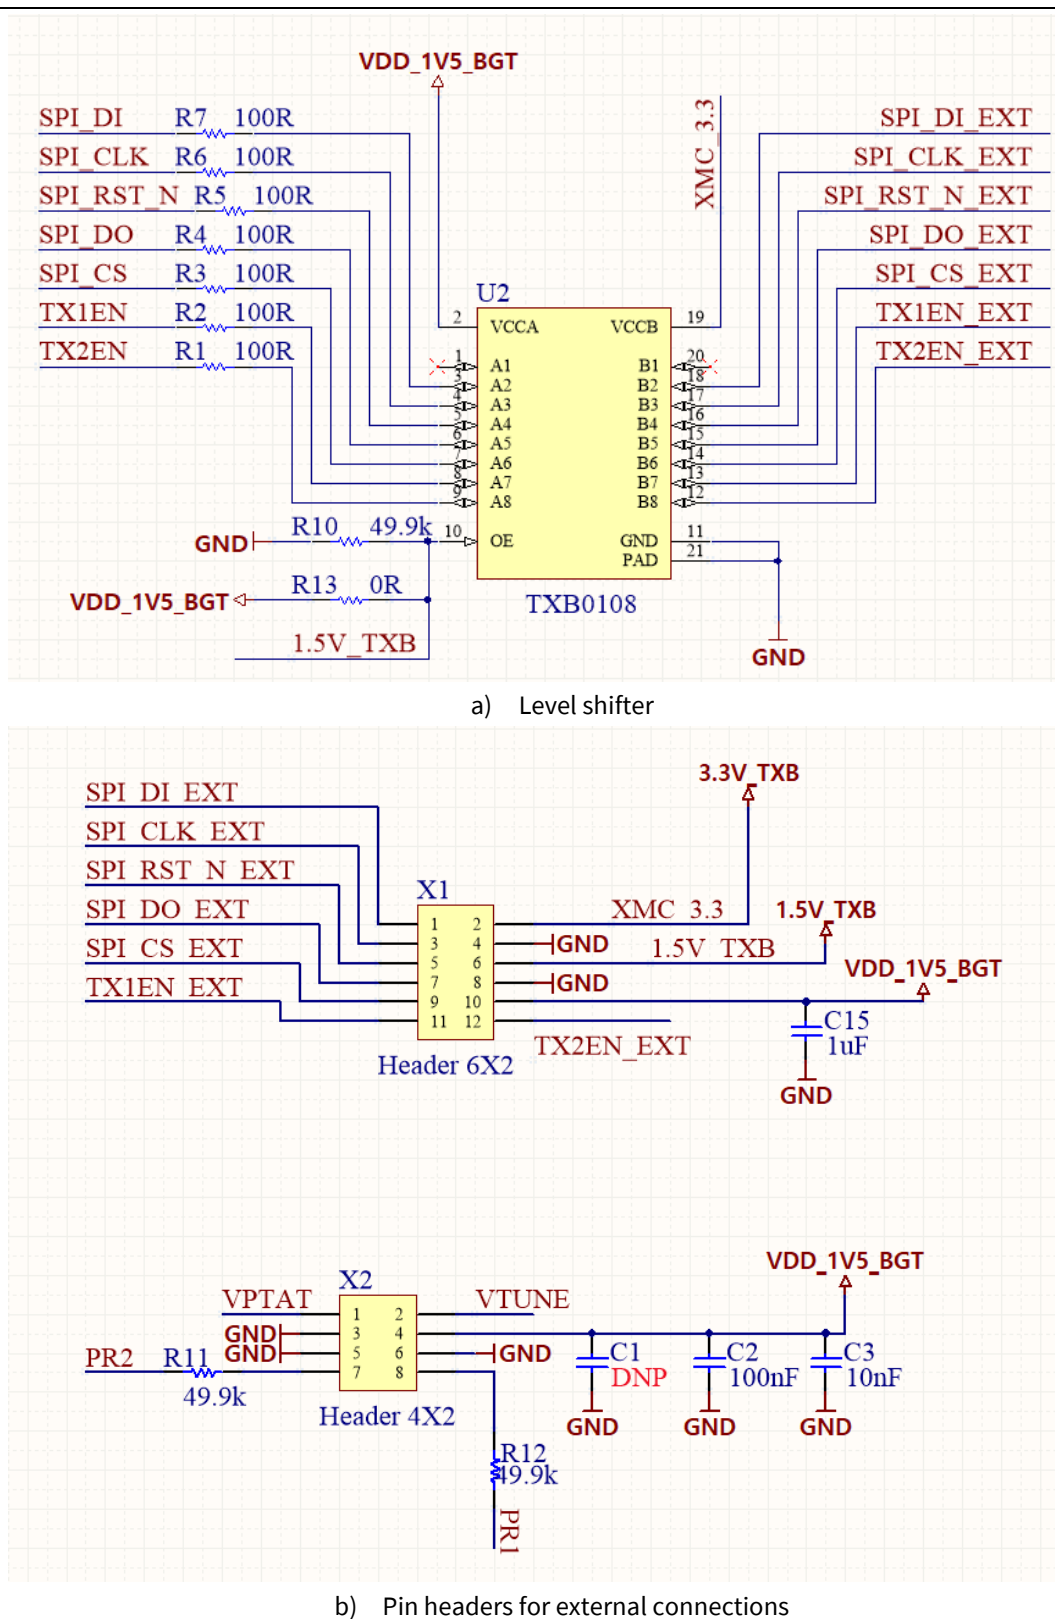 VDD_1V5_BGT
XMC_3.3
SPI_DI R7 100R SPI_DI_EXT
SPI_CLK R6 100R SPI_CLK_EXT
SPI_RST_N R5 100R SPI_RST_N_EXT
SPI_DO R4 100R SPI_DO_EXT
SPI_CS R3 100R SPI_CS_EXT
TX1EN R2 100R TX1EN_EXT
TX2EN R1 100R TX2EN_EXT
U2
2 VCCA VCCB 19
1 A1 B1 20
3 A2 B2 18
4 A3 B3 17
5 A4 B4 16
6 A5 B5 15
7 A6 B6 14
8 A7 B7 13
9 A8 B8 12
GND R10 49.9k 10 OE GND 11
PAD 21
VDD_1V5_BGT R13 0R
TXB0108
1.5V_TXB
GND
a) Level shifter
3.3V_TXB
SPI_DI_EXT
SPI_CLK_EXT
SPI_RST_N_EXT
SPI_DO_EXT
SPI_CS_EXT
TX1EN_EXT
X1
1 2 XMC_3.3
1.5V_TXB
3 4 GND
5 6 1.5V_TXB
7 8 GND
VDD_1V5_BGT
9 10
11 12
TX2EN_EXT
C15
1uF
GND
Header 6X2
VDD_1V5_BGT
X2
VPTAT 1 2 VTUNE
GND 3 4
GND 5 6 GND
PR2 R11 7 8
49.9k
C1
DNP
GND
C2
100nF
GND
C3
10nF
GND
Header 4X2
R12
49.9k
PR1
b) Pin headers for external connections